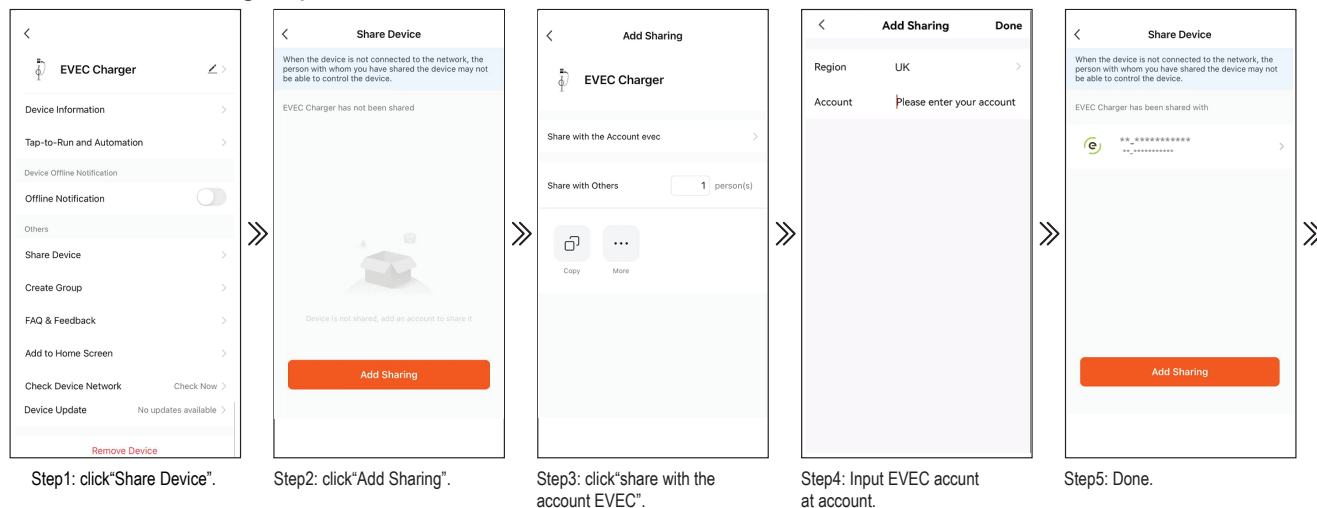 EVEC Charger
Device Information
Tap-to-Run and Automation
Device Offline Notification
Offline Notification
Others
Share Device
Create Group
FAQ & Feedback
Add to Home Screen
Check Device Network Check Now
Device Update No updates available
Remove Device
Step1: click“Share Device”.
Share Device
When the device is not connected to the network, the
person with whom you have shared the device may not
be able to control the device.
EVEC Charger has not been shared
Device is not shared, add an account to share it
Add Sharing
Step2: click“Add Sharing”.
Add Sharing
EVEC Charger
Share with the Account evec
Share with Others 1 person(s)
Copy More
Step3: click“share with the
account EVEC”.
Add Sharing Done
Region UK
Account Please enter your account
Step4: Input EVEC accunt
at account.
Share Device
When the device is not connected to the network, the
person with whom you have shared the device may not
be able to control the device.
EVEC Charger has been shared with
e
**_***********
**_***********
Add Sharing
Step5: Done.